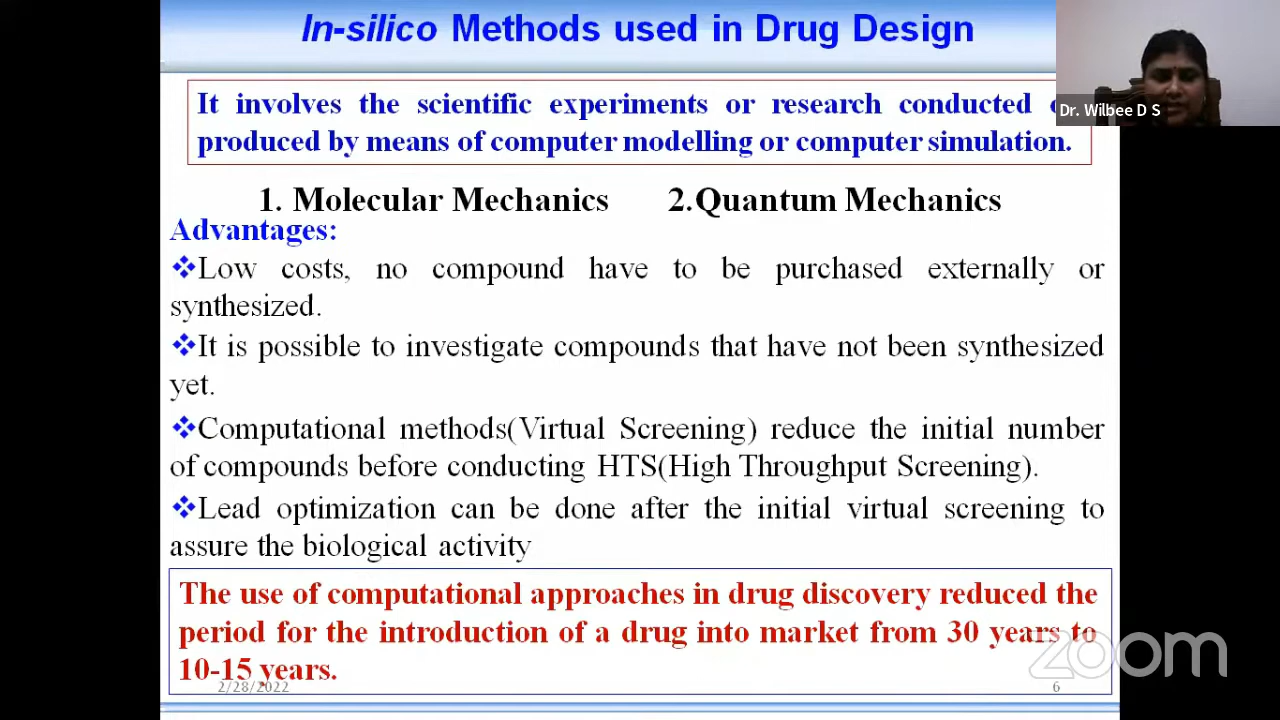 In-silico Methods used in Drug Design
It involves the scientific experiments or research conducted
produced by means of computer modelling or computer simulation.
Dr. Wilbee D S
1. Molecular Mechanics 2.Quantum Mechanics
Advantages:
❖Low costs, no compound have to be purchased externally or
synthesized.
❖It is possible to investigate compounds that have not been synthesized
yet.
❖Computational methods(Virtual Screening) reduce the initial number
of compounds before conducting HTS(High Throughput Screening).
❖Lead optimization can be done after the initial virtual screening to
assure the biological activity
The use of computational approaches in drug discovery reduced the
period for the introduction of a drug into market from 30 years to
10-15 years.
zoom
2/28/2022 6